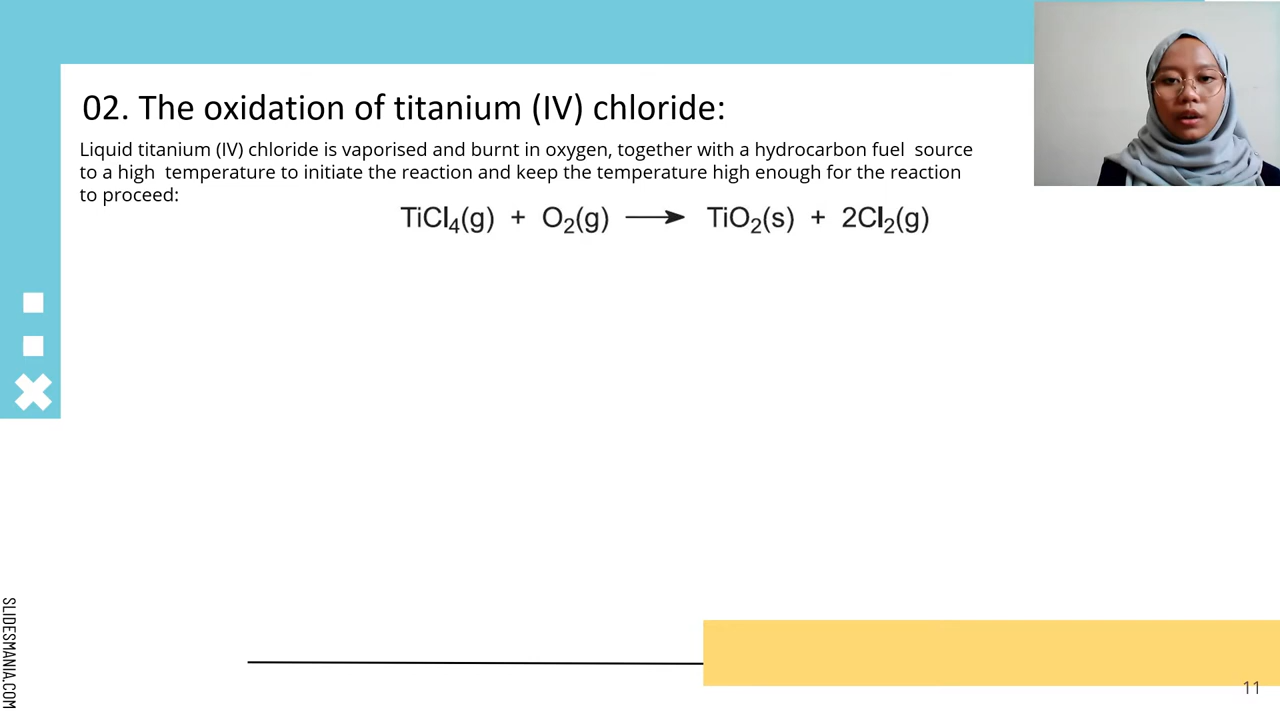 02. The oxidation of titanium (IV) chloride:
Liquid titanium (IV) chloride is vaporised and burnt in oxygen, together with a hydrocarbon fuel  source
to a high  temperature to initiate the reaction and keep the temperature high enough for the reaction
to proceed:
TiCl₄(g) + O₂(g) ⟶ TiO₂(s) + 2Cl₂(g)
SLIDESMANIA.COM
11